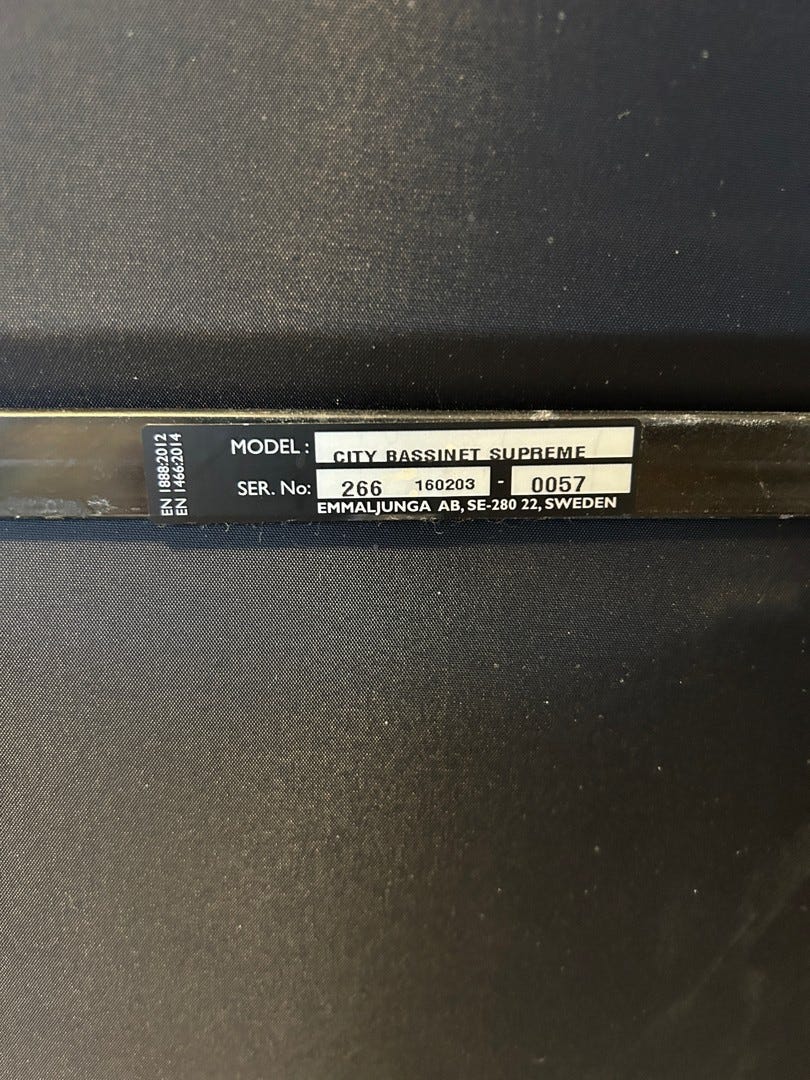 EN 1888:2012
EN 1466:2014
MODEL: CITY BASSINET SUPREME
SER. No: 266 160203 - 0057
EMMALJUNGA AB, SE-280 22, SWEDEN